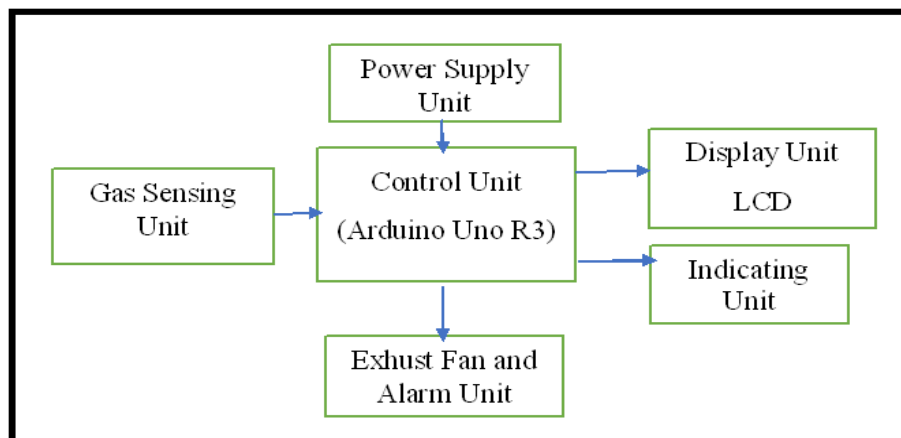 Power Supply
Unit
Gas Sensing
Unit
Control Unit
(Arduino Uno R3)
Display Unit
LCD
Indicating
Unit
Exhust Fan and
Alarm Unit